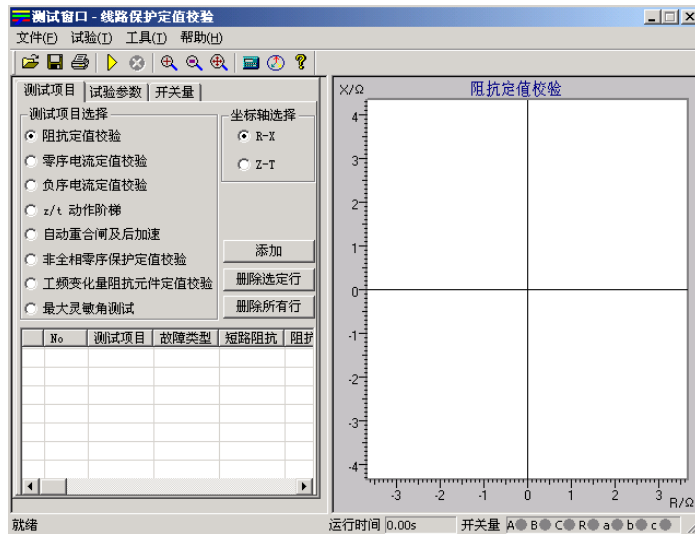 测试窗口 - 线路保护定值校验
文件(F) 试验(T) 工具(T) 帮助(H)
测试项目 试验参数 开关量
测试项目选择
阻抗定值校验
零序电流定值校验
负序电流定值校验
z/t 动作阶梯
自动重合闸及后加速
非全相零序保护定值校验
工频变化量阻抗元件定值校验
最大灵敏角测试
坐标轴选择
R-X
Z-T
添加
删除选定行
删除所有行
No 测试项目 故障类型 短路阻抗 阻抗
X/Ω 阻抗定值校验
4
3
2
1
0
-1
-2
-3
-4
-3 -2 -1 0 1 2 3 R/Ω
就绪 运行时间 0.00s 开关量 A B C R a b c